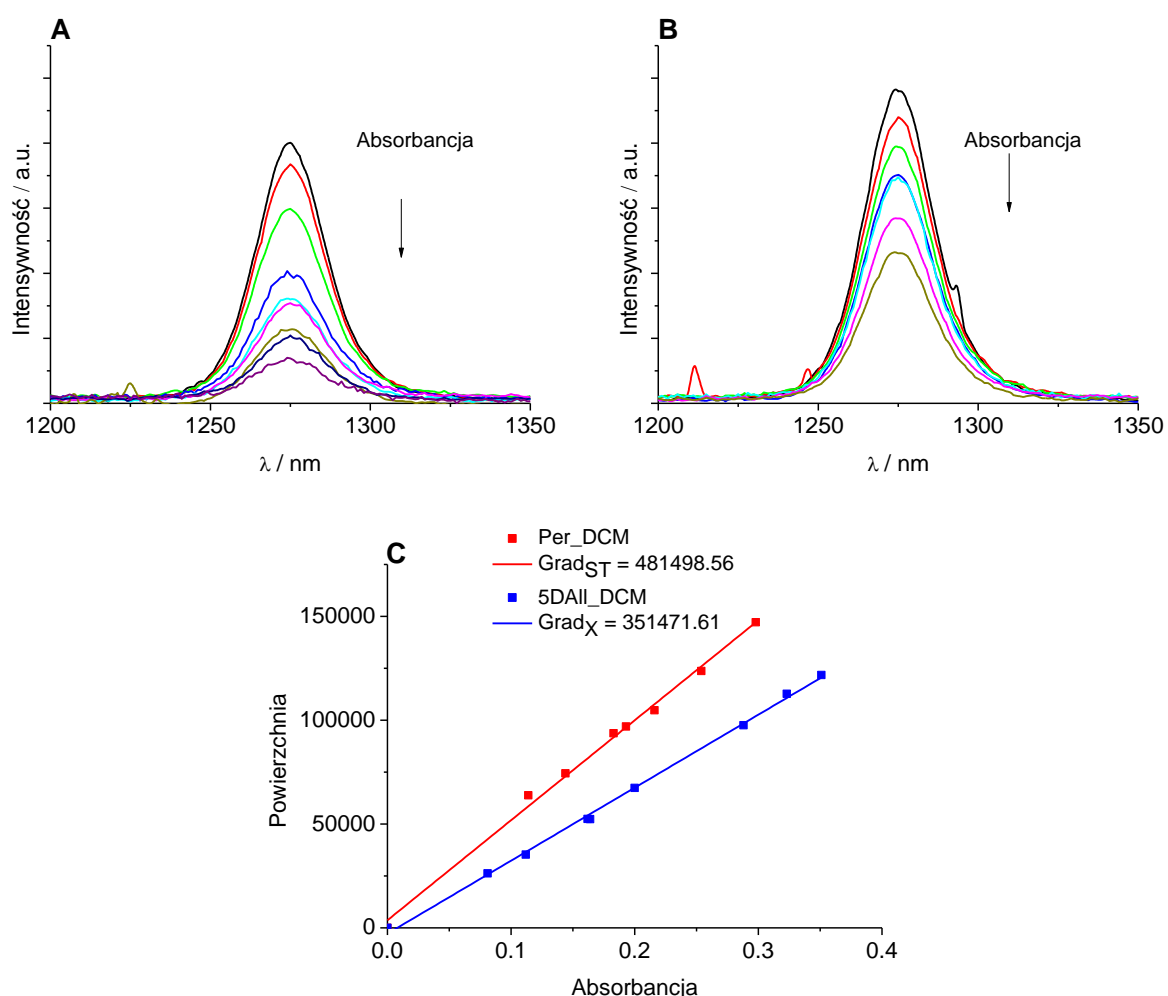 A
B
Absorbancja
Absorbancja
Intensywność / a.u.
Intensywność / a.u.
1200
1250
1300
1350
1200
1250
1300
1350
λ / nm
λ / nm
C
Per_DCM
GradST = 481498.56
5DAll_DCM
GradX = 351471.61
150000
100000
50000
0
Powierzchnia
0.0
0.1
0.2
0.3
0.4
Absorbancja